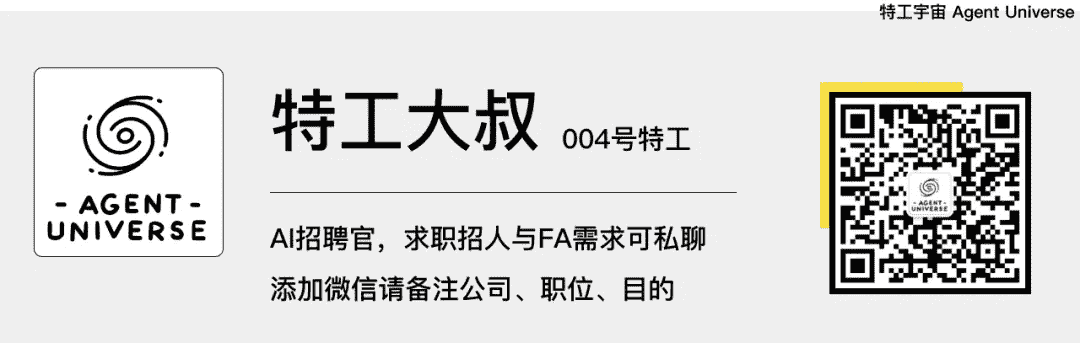 特工宇宙 Agent Universe
特工大叔 004号特工
- AGENT -
UNIVERSE
AI招聘官，求职招人与FA需求可私聊
添加微信请备注公司、职位、目的
- AGENT -
UNIVERSE